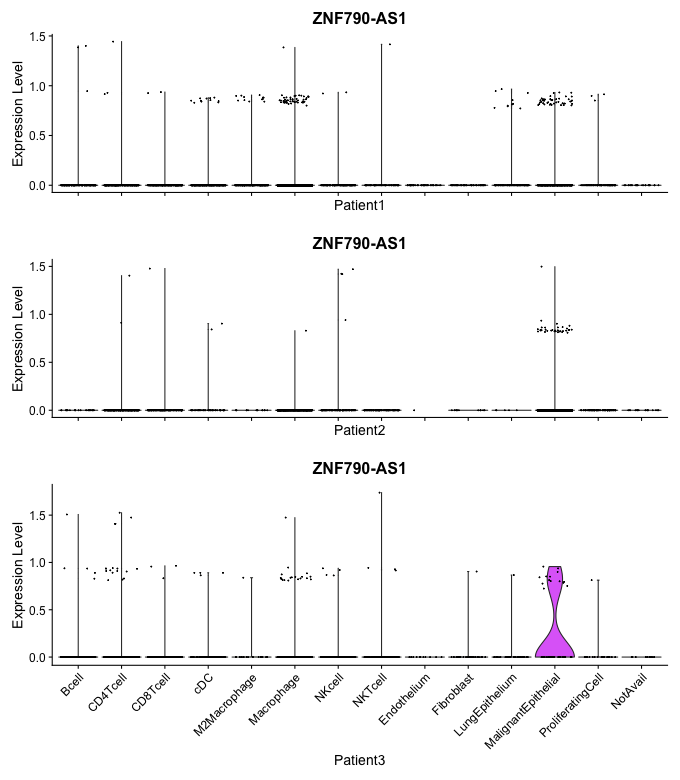 ZNF790-AS1
Expression Level
1.5
1.0
0.5
0.0
Patient1
ZNF790-AS1
Expression Level
1.5
1.0
0.5
0.0
Patient2
ZNF790-AS1
Expression Level
1.5
1.0
0.5
0.0
Bcell
CD4Tcell
CD8Tcell
cDC
M2Macrophage
Macrophage
NKcell
NKTcell
Endothelium
Fibroblast
LungEpithelium
MalignantEpithelial
ProliferatingCell
NotAvail
Patient3